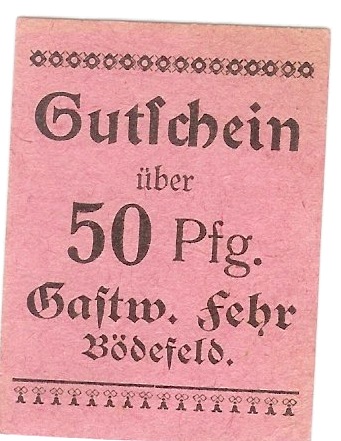 Gutſchein
über
50 Pfg.
Gaſtw. Fehr
Bödefeld.